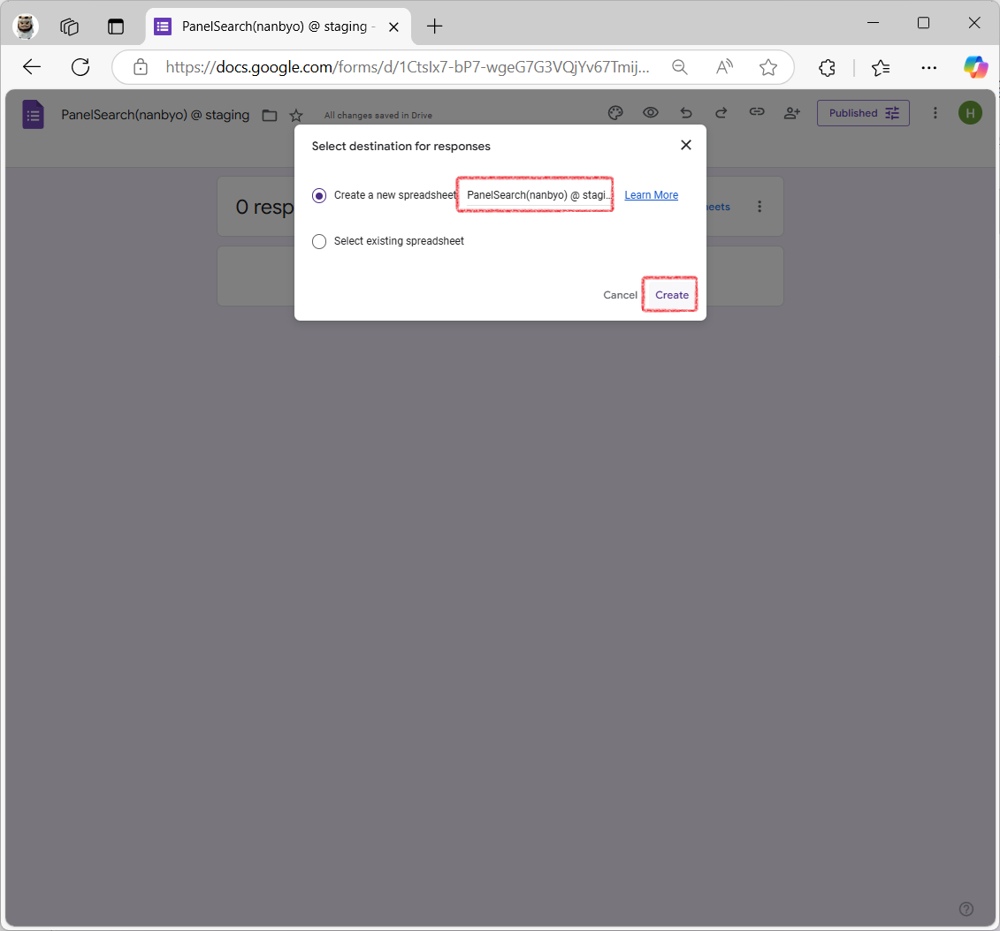 PanelSearch(nanbyo) @ staging -
https://docs.google.com/forms/d/1CtsIx7-bP7-wgeG7G3VQjYv67Tmij...
PanelSearch(nanbyo) @ staging
All changes saved in Drive
Published
H
Select destination for responses
0 resp
Create a new spreadsheet
PanelSearch(nanbyo) @ stagi...
Learn More
eets
Select existing spreadsheet
Cancel
Create